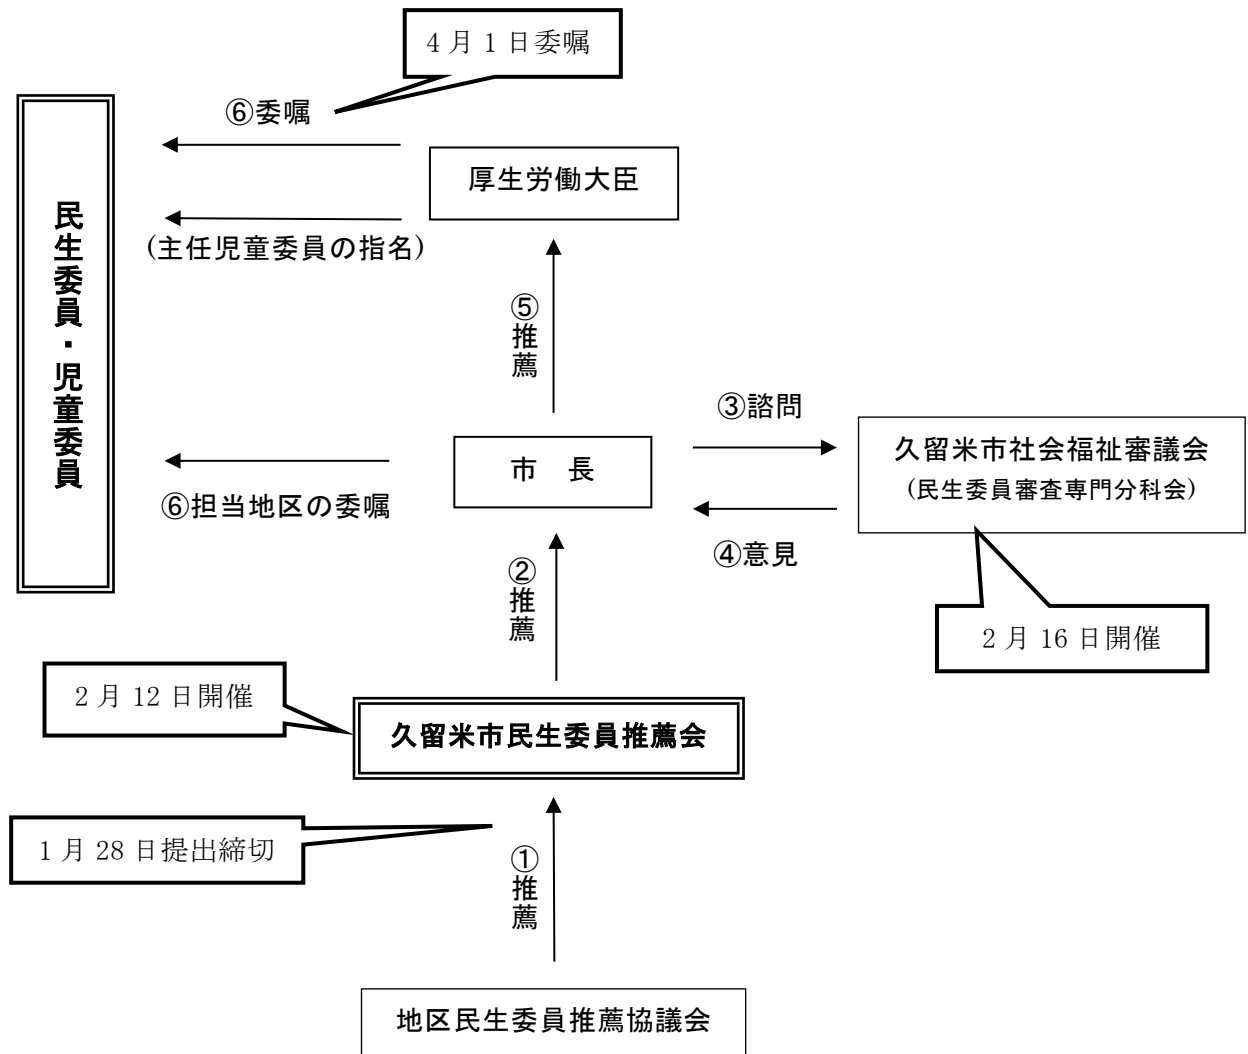 4月1日委嘱
⑥委嘱
厚生労働大臣
(主任児童委員の指名)
民生委員・児童委員
⑤推薦
③諮問
市　長
久留米市社会福祉審議会
(民生委員審査専門分科会)
⑥担当地区の委嘱
④意見
②推薦
2月16日開催
2月12日開催
久留米市民生委員推薦会
1月28日提出締切
①推薦
地区民生委員推薦協議会